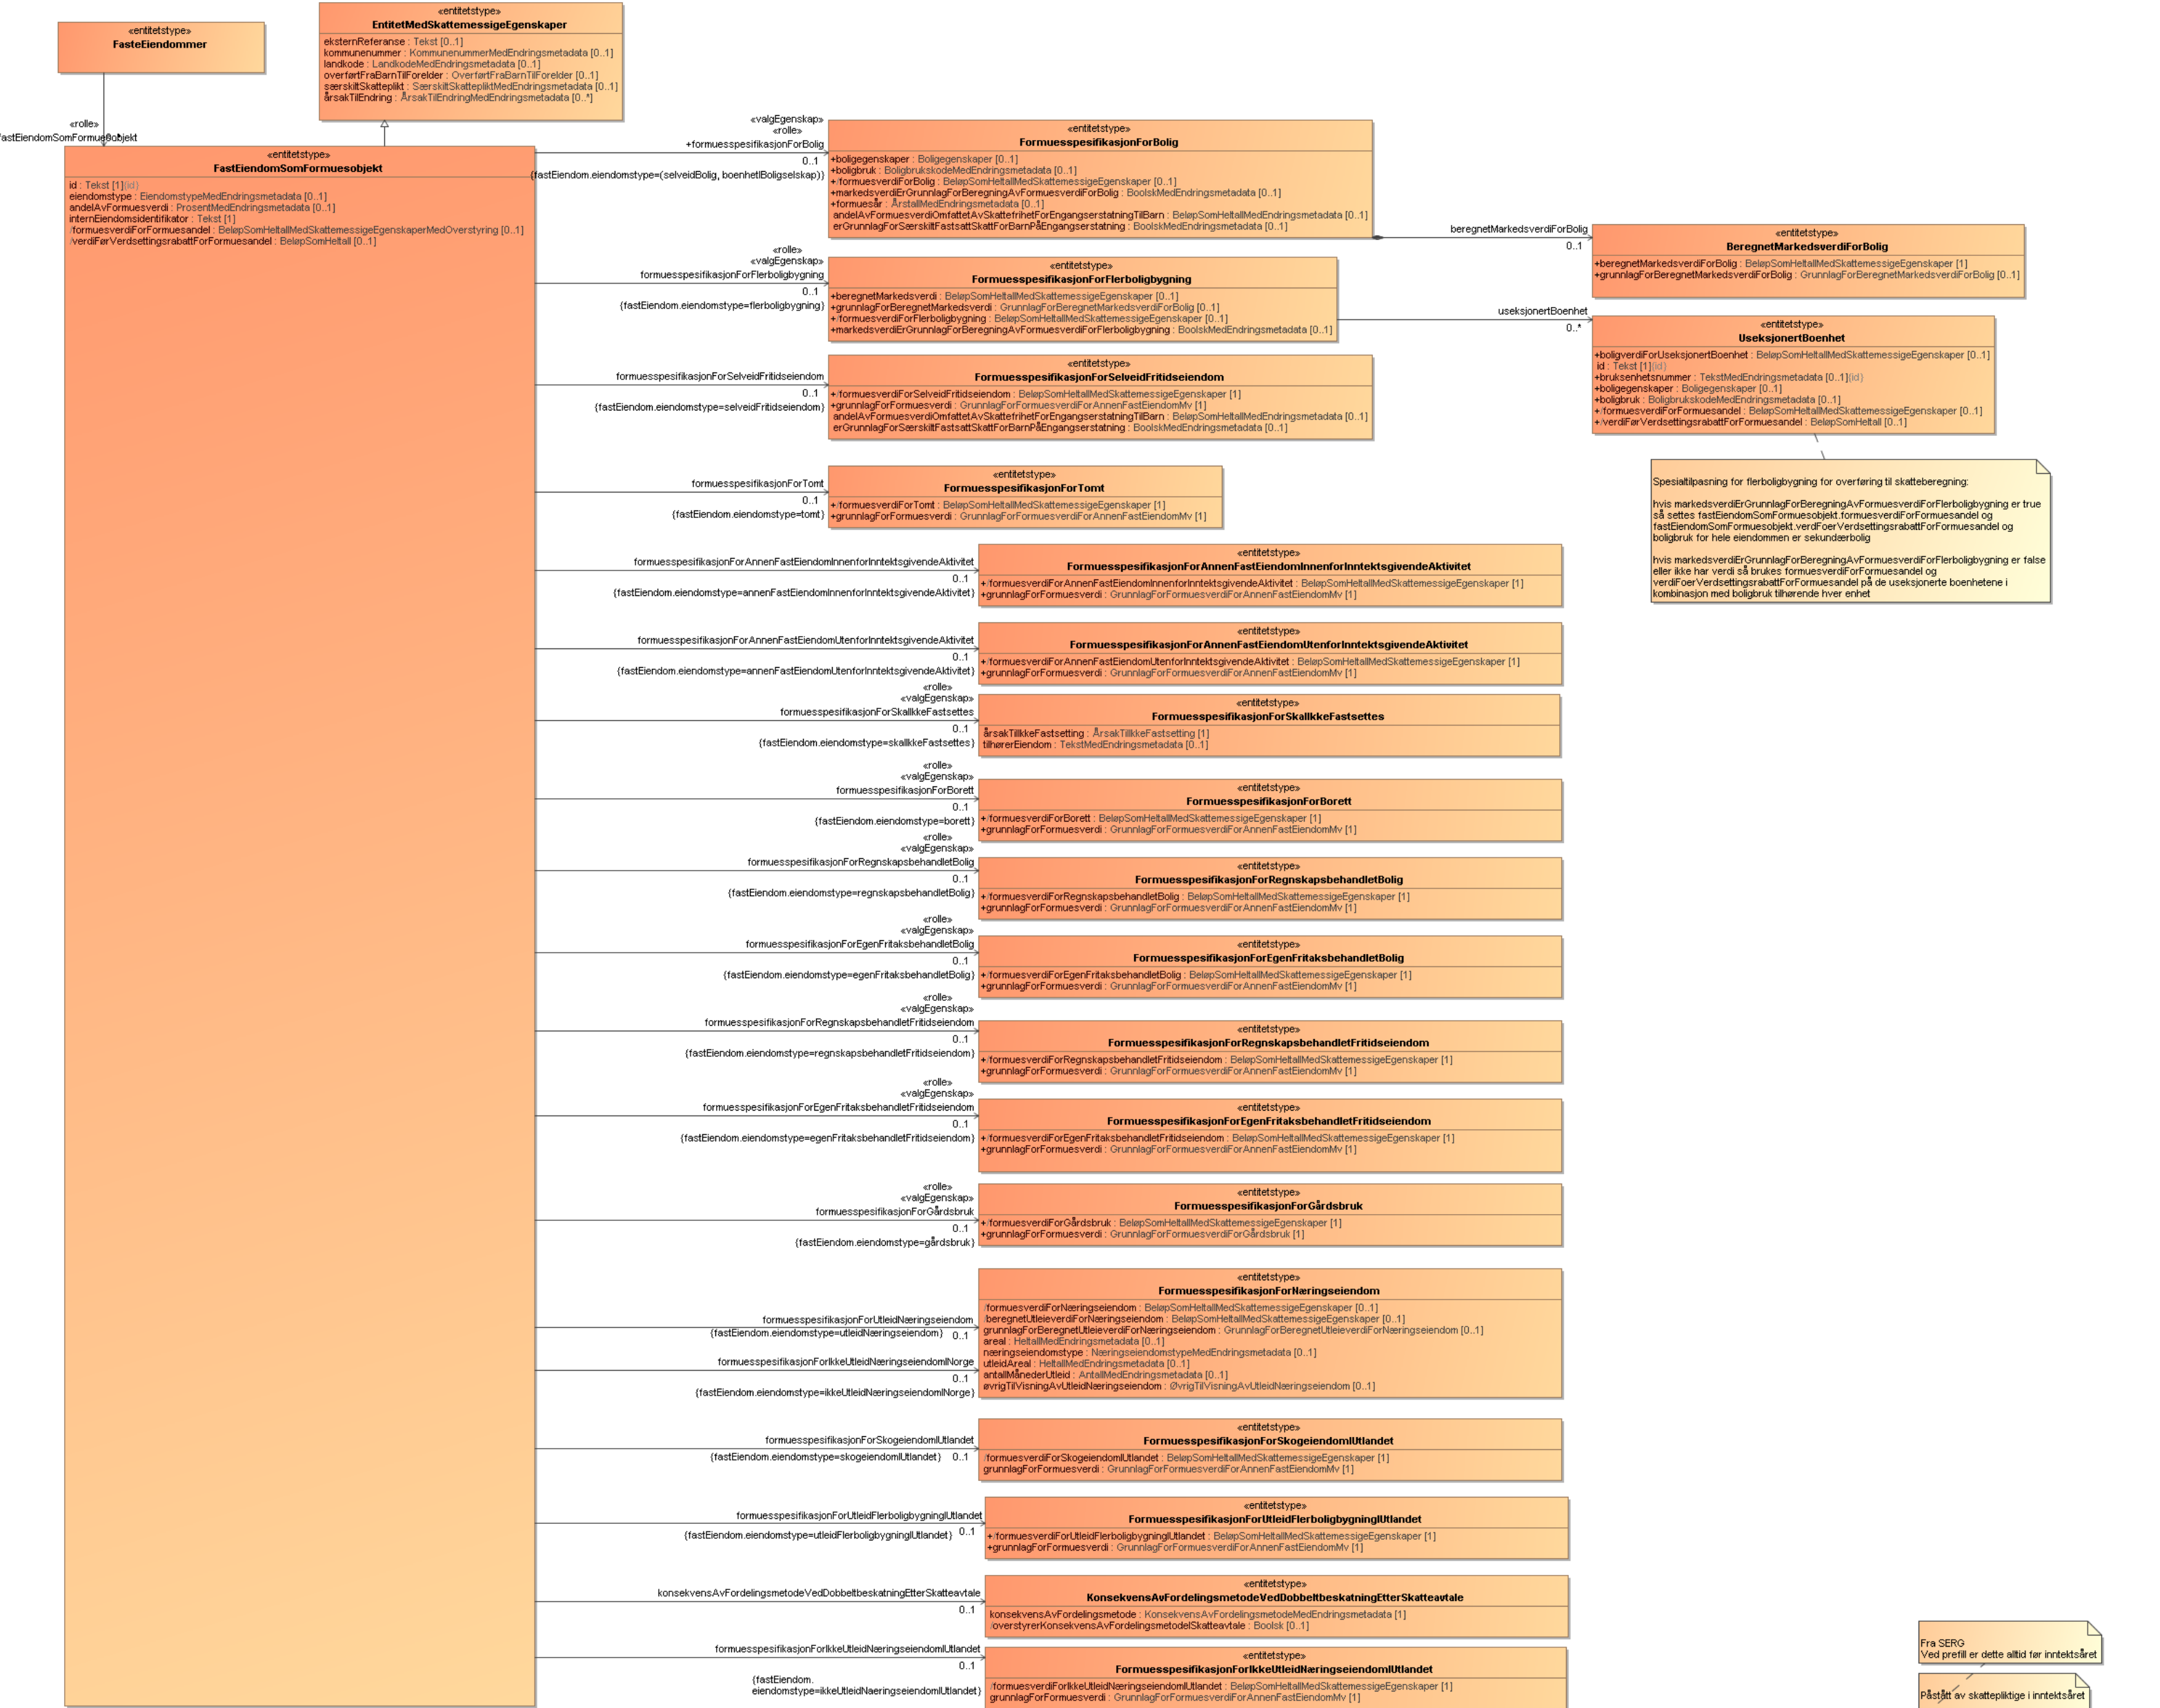 «entitetstype»
FasteEiendommer
«entitetstype»
EntitetMedSkattemessigeEgenskaper
eksternReferanse : Tekst [0..1]
kommunenummer : KommunenummerMedEndringsmetadata [0..1]
landkode : LandkodeMedEndringsmetadata [0..1]
overførtFraBarnTilForelder : OverførtFraBarnTilForelder [0..1]
særskiltSkatteplikt : SærskiltSkattepliktMedEndringsmetadata [0..1]
årsakTilEndring : ÅrsakTilEndringMedEndringsmetadata [0..*]
«rolle»
fastEiendomSomFormuesobjekt
0..*
«entitetstype»
FastEiendomSomFormuesobjekt
id : Tekst [1]{id}
eiendomstype : EiendomstypeMedEndringsmetadata [0..1]
andelAvFormuesverdi : ProsentMedEndringsmetadata [0..1]
internEiendomsidentifikator : Tekst [1]
/formuesverdiForFormuesandel : BeløpSomHeltallMedSkattemessigeEgenskaperMedOverstyring [0..1]
/verdiFørVerdsettingsrabattForFormuesandel : BeløpSomHeltall [0..1]
«valgEgenskap»
«rolle»
+formuesspesifikasjonForBolig
0..1
{fastEiendom.eiendomstype=(selveidBolig, boenhetIBoligselskap)}
«entitetstype»
FormuesspesifikasjonForBolig
+boligegenskaper : Boligegenskaper [0..1]
+boligbruk : BoligbrukskodeMedEndringsmetadata [0..1]
+/formuesverdiForBolig : BeløpSomHeltallMedSkattemessigeEgenskaper [0..1]
+markedsverdiErGrunnlagForBeregningAvFormuesverdiForBolig : BoolskMedEndringsmetadata [0..1]
+formuesår : ÅrstallMedEndringsmetadata [0..1]
andelAvFormuesverdiOmfattetAvSkattefrihetForEngangserstatningTilBarn : BeløpSomHeltallMedEndringsmetadata [0..1]
erGrunnlagForSærskiltFastsattSkattForBarnPåEngangserstatning : BoolskMedEndringsmetadata [0..1]
beregnetMarkedsverdiForBolig
0..1
«entitetstype»
BeregnetMarkedsverdiForBolig
+beregnetMarkedsverdiForBolig : BeløpSomHeltallMedSkattemessigeEgenskaper [1]
+grunnlagForBeregnetMarkedsverdiForBolig : GrunnlagForBeregnetMarkedsverdiForBolig [0..1]
«rolle»
«valgEgenskap»
formuesspesifikasjonForFlerboligbygning
0..1
{fastEiendom.eiendomstype=flerboligbygning}
«entitetstype»
FormuesspesifikasjonForFlerboligbygning
+beregnetMarkedsverdi : BeløpSomHeltallMedSkattemessigeEgenskaper [0..1]
+grunnlagForBeregnetMarkedsverdi : GrunnlagForBeregnetMarkedsverdiForBolig [0..1]
+/formuesverdiForFlerboligbygning : BeløpSomHeltallMedSkattemessigeEgenskaper [0..1]
+markedsverdiErGrunnlagForBeregningAvFormuesverdiForFlerboligbygning : BoolskMedEndringsmetadata [0..1]
useksjonertBoenhet
0..*
«entitetstype»
UseksjonertBoenhet
+boligverdiForUseksjonertBoenhet : BeløpSomHeltallMedSkattemessigeEgenskaper [0..1]
id : Tekst [1]{id}
+bruksenhetsnummer : TekstMedEndringsmetadata [0..1]{id}
+boligegenskaper : Boligegenskaper [0..1]
+boligbruk : BoligbrukskodeMedEndringsmetadata [0..1]
+/formuesverdiForFormuesandel : BeløpSomHeltallMedSkattemessigeEgenskaper [0..1]
+/verdiFørVerdsettingsrabattForFormuesandel : BeløpSomHeltall [0..1]
Spesialtilpasning for flerboligbygning for overføring til skatteberegning:
hvis markedsverdiErGrunnlagForBeregningAvFormuesverdiForFlerboligbygning er true
så settes fastEiendomSomFormuesobjekt.formuesverdiForFormuesandel og
fastEiendomSomFormuesobjekt.verdFoerVerdsettingsrabattForFormuesandel og
boligbruk for hele eiendommen er sekundærbolig
hvis markedsverdiErGrunnlagForBeregningAvFormuesverdiForFlerboligbygning er false
eller ikke har verdi så brukes formuesverdiForFormuesandel og
verdiFoerVerdsettingsrabattForFormuesandel på de useksjonerte boenhetene i
kombinasjon med boligbruk tilhørende hver enhet
formuesspesifikasjonForSelveidFritidseiendom
0..1
{fastEiendom.eiendomstype=selveidFritidseiendom}
«entitetstype»
FormuesspesifikasjonForSelveidFritidseiendom
+/formuesverdiForSelveidFritidseiendom : BeløpSomHeltallMedSkattemessigeEgenskaper [1]
+grunnlagForFormuesverdi : GrunnlagForFormuesverdiForAnnenFastEiendomMv [1]
andelAvFormuesverdiOmfattetAvSkattefrihetForEngangserstatningTilBarn : BeløpSomHeltallMedEndringsmetadata [0..1]
erGrunnlagForSærskiltFastsattSkattForBarnPåEngangserstatning : BoolskMedEndringsmetadata [0..1]
formuesspesifikasjonForTomt
0..1
{fastEiendom.eiendomstype=tomt}
«entitetstype»
FormuesspesifikasjonForTomt
+/formuesverdiForTomt : BeløpSomHeltallMedSkattemessigeEgenskaper [1]
+grunnlagForFormuesverdi : GrunnlagForFormuesverdiForAnnenFastEiendomMv [1]
formuesspesifikasjonForAnnenFastEiendomInnenforInntektsgivendeAktivitet
0..1
{fastEiendom.eiendomstype=annenFastEiendomInnenforInntektsgivendeAktivitet}
«entitetstype»
FormuesspesifikasjonForAnnenFastEiendomInnenforInntektsgivendeAktivitet
+/formuesverdiForAnnenFastEiendomInnenforInntektsgivendeAktivitet : BeløpSomHeltallMedSkattemessigeEgenskaper [1]
+grunnlagForFormuesverdi : GrunnlagForFormuesverdiForAnnenFastEiendomMv [1]
formuesspesifikasjonForAnnenFastEiendomUtenforInntektsgivendeAktivitet
0..1
{fastEiendom.eiendomstype=annenFastEiendomUtenforInntektsgivendeAktivitet}
«entitetstype»
FormuesspesifikasjonForAnnenFastEiendomUtenforInntektsgivendeAktivitet
+/formuesverdiForAnnenFastEiendomUtenforInntektsgivendeAktivitet : BeløpSomHeltallMedSkattemessigeEgenskaper [1]
+grunnlagForFormuesverdi : GrunnlagForFormuesverdiForAnnenFastEiendomMv [1]
«rolle»
«valgEgenskap»
formuesspesifikasjonForSkalIkkeFastsettes
0..1
{fastEiendom.eiendomstype=skalIkkeFastsettes}
«entitetstype»
FormuesspesifikasjonForSkalIkkeFastsettes
årsakTilIkkeFastsetting : ÅrsakTilIkkeFastsetting [1]
tilhørerEiendom : TekstMedEndringsmetadata [0..1]
«rolle»
«valgEgenskap»
formuesspesifikasjonForBorett
0..1
{fastEiendom.eiendomstype=borett}
«entitetstype»
FormuesspesifikasjonForBorett
+/formuesverdiForBorett : BeløpSomHeltallMedSkattemessigeEgenskaper [1]
+grunnlagForFormuesverdi : GrunnlagForFormuesverdiForAnnenFastEiendomMv [1]
«rolle»
«valgEgenskap»
formuesspesifikasjonForRegnskapsbehandletBolig
0..1
{fastEiendom.eiendomstype=regnskapsbehandletBolig}
«entitetstype»
FormuesspesifikasjonForRegnskapsbehandletBolig
+/formuesverdiForRegnskapsbehandletBolig : BeløpSomHeltallMedSkattemessigeEgenskaper [1]
+grunnlagForFormuesverdi : GrunnlagForFormuesverdiForAnnenFastEiendomMv [1]
«rolle»
«valgEgenskap»
formuesspesifikasjonForEgenFritaksbehandletBolig
0..1
{fastEiendom.eiendomstype=egenFritaksbehandletBolig}
«entitetstype»
FormuesspesifikasjonForEgenFritaksbehandletBolig
+/formuesverdiForEgenFritaksbehandletBolig : BeløpSomHeltallMedSkattemessigeEgenskaper [1]
+grunnlagForFormuesverdi : GrunnlagForFormuesverdiForAnnenFastEiendomMv [1]
«rolle»
«valgEgenskap»
formuesspesifikasjonForRegnskapsbehandletFritidseiendom
0..1
{fastEiendom.eiendomstype=regnskapsbehandletFritidseiendom}
«entitetstype»
FormuesspesifikasjonForRegnskapsbehandletFritidseiendom
+/formuesverdiForRegnskapsbehandletFritidseiendom : BeløpSomHeltallMedSkattemessigeEgenskaper [1]
+grunnlagForFormuesverdi : GrunnlagForFormuesverdiForAnnenFastEiendomMv [1]
«rolle»
«valgEgenskap»
formuesspesifikasjonForEgenFritaksbehandletFritidseiendom
0..1
{fastEiendom.eiendomstype=egenFritaksbehandletFritidseiendom}
«entitetstype»
FormuesspesifikasjonForEgenFritaksbehandletFritidseiendom
+/formuesverdiForEgenFritaksbehandletFritidseiendom : BeløpSomHeltallMedSkattemessigeEgenskaper [1]
+grunnlagForFormuesverdi : GrunnlagForFormuesverdiForAnnenFastEiendomMv [1]
«rolle»
«valgEgenskap»
formuesspesifikasjonForGårdsbruk
0..1
{fastEiendom.eiendomstype=gårdsbruk}
«entitetstype»
FormuesspesifikasjonForGårdsbruk
+/formuesverdiForGårdsbruk : BeløpSomHeltallMedSkattemessigeEgenskaper [1]
+grunnlagForFormuesverdi : GrunnlagForFormuesverdiForGårdsbruk [1]
formuesspesifikasjonForUtleidNæringseiendom
{fastEiendom.eiendomstype=utleidNæringseiendom} 0..1
formuesspesifikasjonForIkkeUtleidNæringseiendomINorge
0..1
{fastEiendom.eiendomstype=ikkeUtleidNæringseiendomINorge}
«entitetstype»
FormuesspesifikasjonForNæringseiendom
/formuesverdiForNæringseiendom : BeløpSomHeltallMedSkattemessigeEgenskaper [0..1]
/beregnetUtleieverdiForNæringseiendom : BeløpSomHeltallMedSkattemessigeEgenskaper [0..1]
grunnlagForBeregnetUtleieverdiForNæringseiendom : GrunnlagForBeregnetUtleieverdiForNæringseiendom [0..1]
areal : HeltallMedEndringsmetadata [0..1]
næringseiendomstype : NæringseiendomstypeMedEndringsmetadata [0..1]
utleidAreal : HeltallMedEndringsmetadata [0..1]
antallMånederUtleid : AntallMedEndringsmetadata [0..1]
øvrigTilVisningAvUtleidNæringseiendom : ØvrigTilVisningAvUtleidNæringseiendom [0..1]
formuesspesifikasjonForSkogeiendomIUtlandet
{fastEiendom.eiendomstype=skogeiendomIUtlandet} 0..1
«entitetstype»
FormuesspesifikasjonForSkogeiendomIUtlandet
/formuesverdiForSkogeiendomIUtlandet : BeløpSomHeltallMedSkattemessigeEgenskaper [1]
grunnlagForFormuesverdi : GrunnlagForFormuesverdiForAnnenFastEiendomMv [1]
formuesspesifikasjonForUtleidFlerboligbygningIUtlandet
{fastEiendom.eiendomstype=utleidFlerboligbygningIUtlandet} 0..1
«entitetstype»
FormuesspesifikasjonForUtleidFlerboligbygningIUtlandet
+/formuesverdiForUtleidFlerboligbygningIUtlandet : BeløpSomHeltallMedSkattemessigeEgenskaper [1]
+grunnlagForFormuesverdi : GrunnlagForFormuesverdiForAnnenFastEiendomMv [1]
konsekvensAvFordelingsmetodeVedDobbeltbeskatningEtterSkatteavtale
0..1
«entitetstype»
KonsekvensAvFordelingsmetodeVedDobbeltbeskatningEtterSkatteavtale
konsekvensAvFordelingsmetode : KonsekvensAvFordelingsmetodeMedEndringsmetadata [1]
/overstyrerKonsekvensAvFordelingsmetodeISkatteavtale : Boolsk [0..1]
formuesspesifikasjonForIkkeUtleidNæringseiendomIUtlandet
0..1
{fastEiendom.
eiendomstype=ikkeUtleidNaeringseiendomIUtlandet}
«entitetstype»
FormuesspesifikasjonForIkkeUtleidNæringseiendomIUtlandet
/formuesverdiForIkkeUtleidNæringseiendomIUtlandet : BeløpSomHeltallMedSkattemessigeEgenskaper [1]
grunnlagForFormuesverdi : GrunnlagForFormuesverdiForAnnenFastEiendomMv [1]
Fra SERG
Ved prefill er dette alltid før inntektsåret
Påstått av skattepliktige i inntektsåret